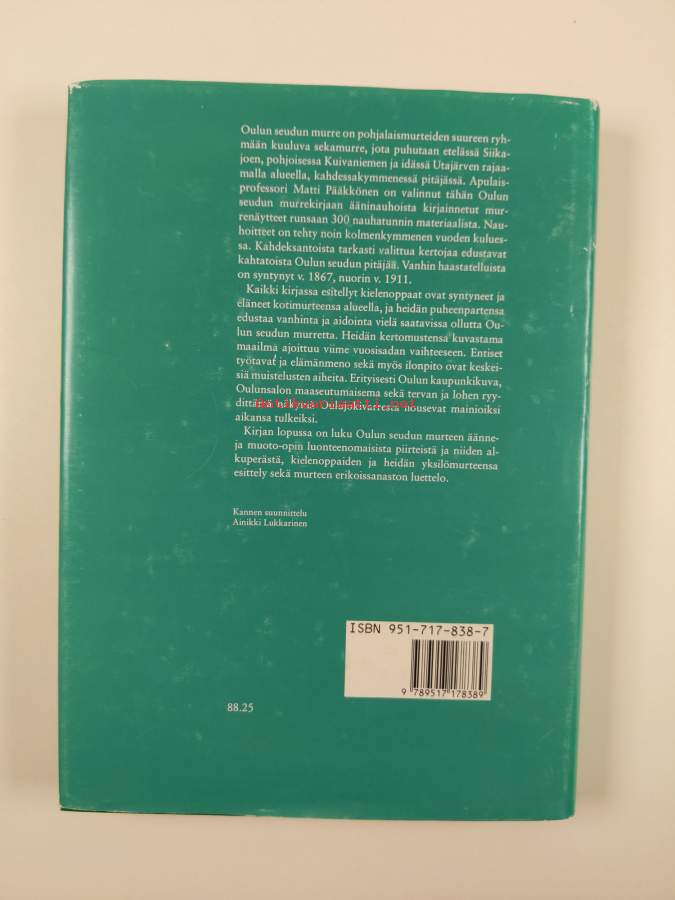 Oulun seudun murre on pohjalaismurteiden suureen ryh-
mään kuuluva sekamurre, jota puhutaan etelässä Siika-
joen, pohjoisessa Kuivaniemen ja idässä Utajärven rajaa-
malla alueella, kahdessakymmenessä pitäjässä. Apulais-
professori Matti Pääkkönen on valinnut tähän Oulun
seudun murrekirjaan ääninauhoista kirjainnetut mur-
renäytteet runsaan 300 nauhatunnin materiaalista. Nau-
hoitteet on tehty noin kolmenkymmenen vuoden kulues-
sa. Kahdeksantoista tarkasti valittua kertojaa edustavat
kahtatoista Oulun seudun pitäjää. Vanhin haastatelluista
on syntynyt v. 1867, nuorin v. 1911.
Kaikki kirjassa esitellyt kielenoppaat ovat syntyneet ja
eläneet kotimurteensa alueella, ja heidän puheenpartensa
edustaa vanhinta ja aidointa vielä saatavissa ollutta Ou-
lun seudun murretta. Heidän kertomustensa kuvastama
maailma ajoittuu viime vuosisadan vaihteeseen. Entiset
työtavat ja elämänmeno sekä myös ilonpito ovat keskei-
siä muistelusten aiheita. Erityisesti Oulun kaupunkikuva,
Oulunsalon maaseutumaisema sekä tervan ja lohen ryy-
dittämä Oulujokivarresta nousevat mainioiksi
aikansa tulkeiksi.
Kirjan lopussa on luku Oulun seudun murteen äänne-
ja muoto-opin luonteenomaisista piirteistä ja niiden al-
kuperästä, kielenoppaiden ja heidän yksilömurteensa
esittely sekä murteen erikoissanaston luettelo.
Kannen suunnittelu
Ainikki Lukkarinen
ISBN 951-717-838-7
9 789517 178389
88.25